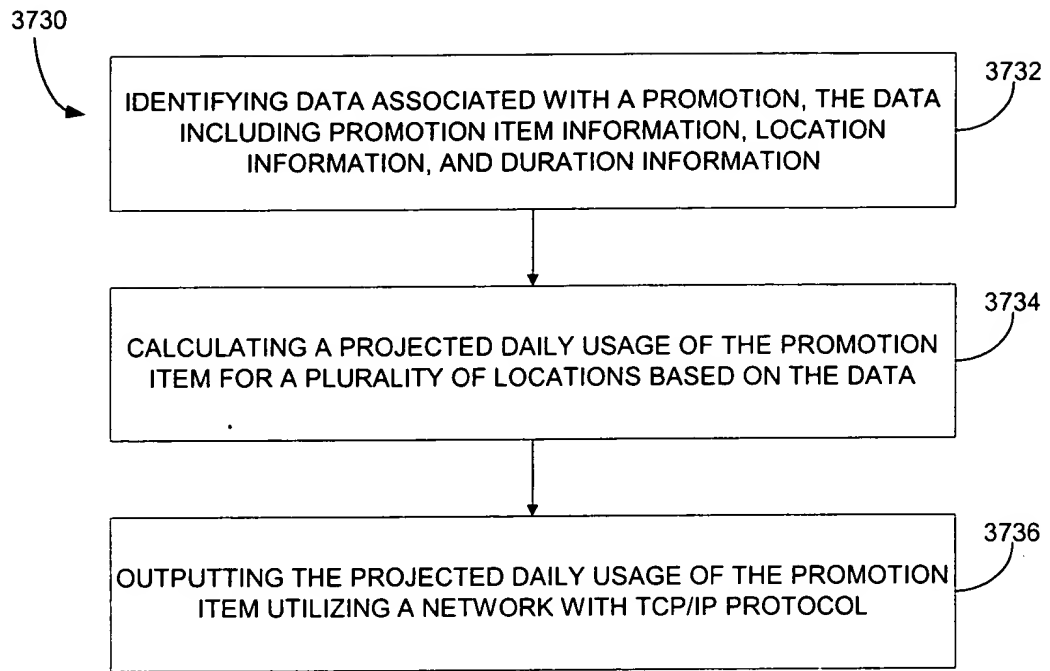 3730
3732
IDENTIFYING DATA ASSOCIATED WITH A PROMOTION, THE DATA
INCLUDING PROMOTION ITEM INFORMATION, LOCATION
INFORMATION, AND DURATION INFORMATION
3734
CALCULATING A PROJECTED DAILY USAGE OF THE PROMOTION
ITEM FOR A PLURALITY OF LOCATIONS BASED ON THE DATA
3736
OUTPUTTING THE PROJECTED DAILY USAGE OF THE PROMOTION
ITEM UTILIZING A NETWORK WITH TCP/IP PROTOCOL